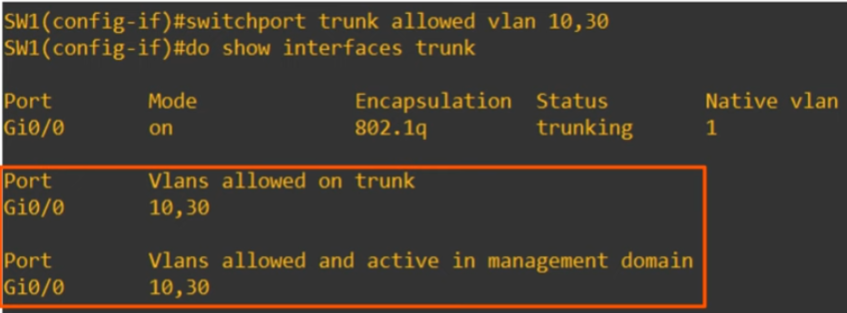 SW1(config-if)#switchport trunk allowed vlan 10,30
SW1(config-if)#do show interfaces trunk
Port Mode Encapsulation Status Native vlan
Gi0/0 on 802.1q trunking 1
Port Vlans allowed on trunk
Gi0/0 10,30
Port Vlans allowed and active in management domain
Gi0/0 10,30